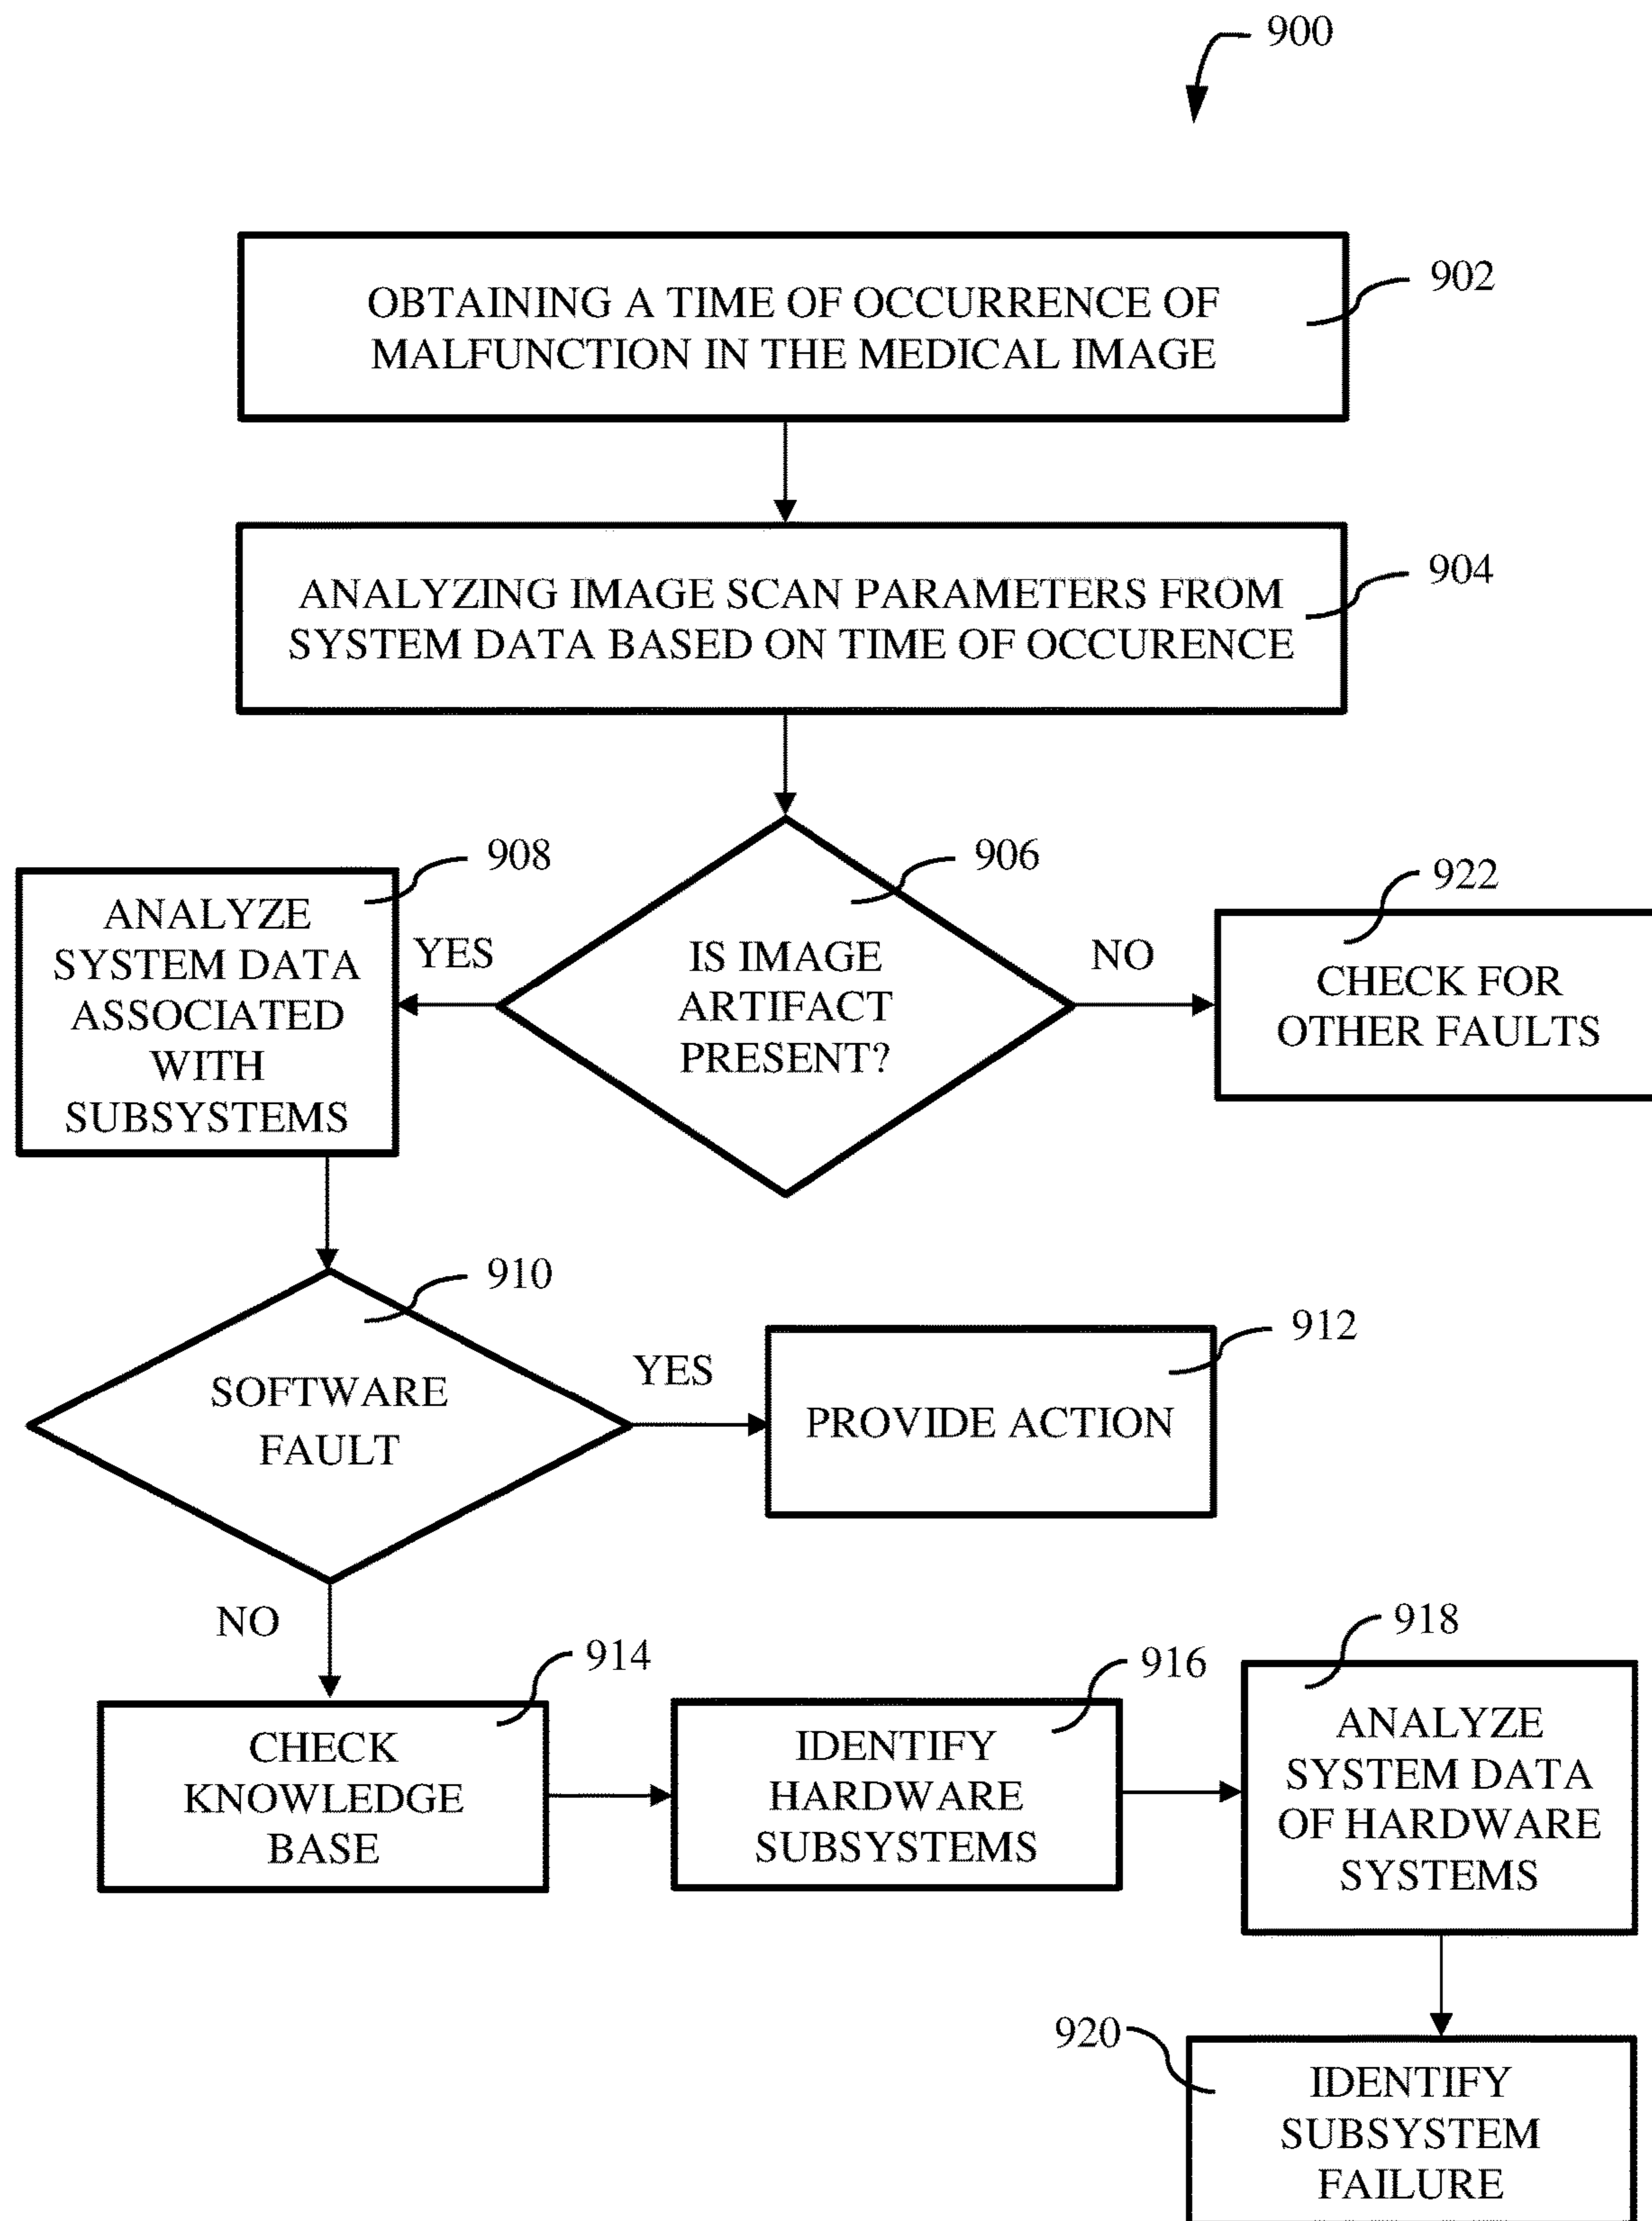 900
OBTAINING A TIME OF OCCURRENCE OF
MALFUNCTION IN THE MEDICAL IMAGE
902
ANALYZING IMAGE SCAN PARAMETERS FROM
SYSTEM DATA BASED ON TIME OF OCCURENCE
904
906
IS IMAGE
ARTIFACT
PRESENT?
YES
NO
908
ANALYZE
SYSTEM DATA
ASSOCIATED
WITH
SUBSYSTEMS
922
CHECK FOR
OTHER FAULTS
910
SOFTWARE
FAULT
YES
912
PROVIDE ACTION
NO
914
CHECK
KNOWLEDGE
BASE
916
IDENTIFY
HARDWARE
SUBSYSTEMS
918
ANALYZE
SYSTEM DATA
OF HARDWARE
SYSTEMS
920
IDENTIFY
SUBSYSTEM
FAILURE